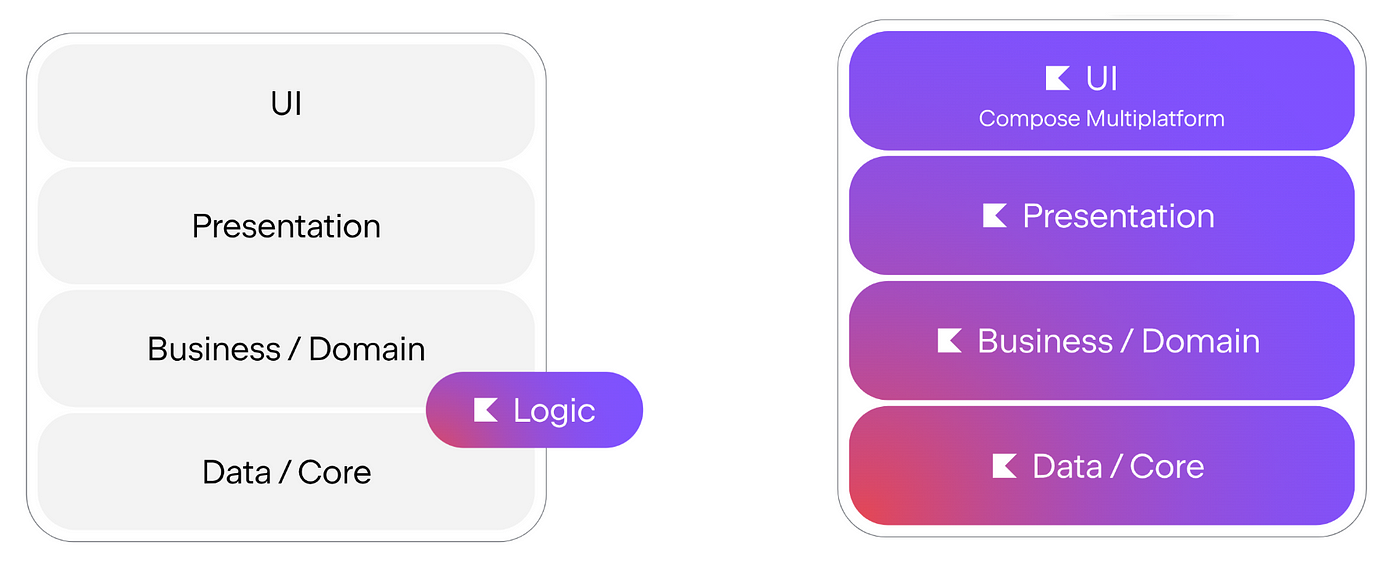 UI
Presentation
Business / Domain
Logic
Data / Core
UI
Compose Multiplatform
Presentation
Business / Domain
Data / Core